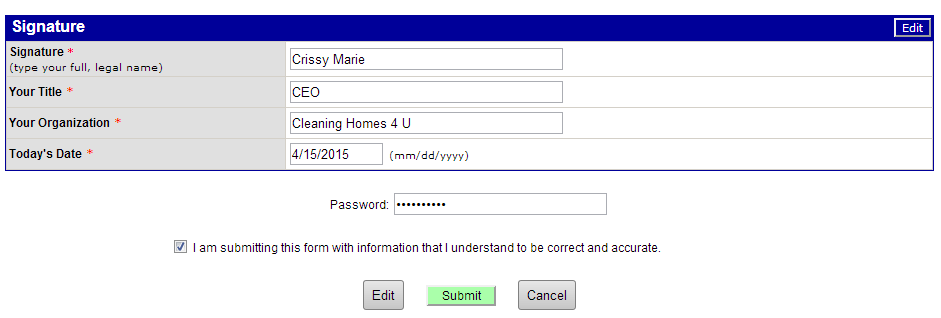 Signature
Edit
Signature *
(type your full, legal name)
Crissy Marie
Your Title *
CEO
Your Organization *
Cleaning Homes 4 U
Today's Date *
4/15/2015
(mm/dd/yyyy)
Password: ••••••••••
I am submitting this form with information that I understand to be correct and accurate.
Edit
Submit
Cancel